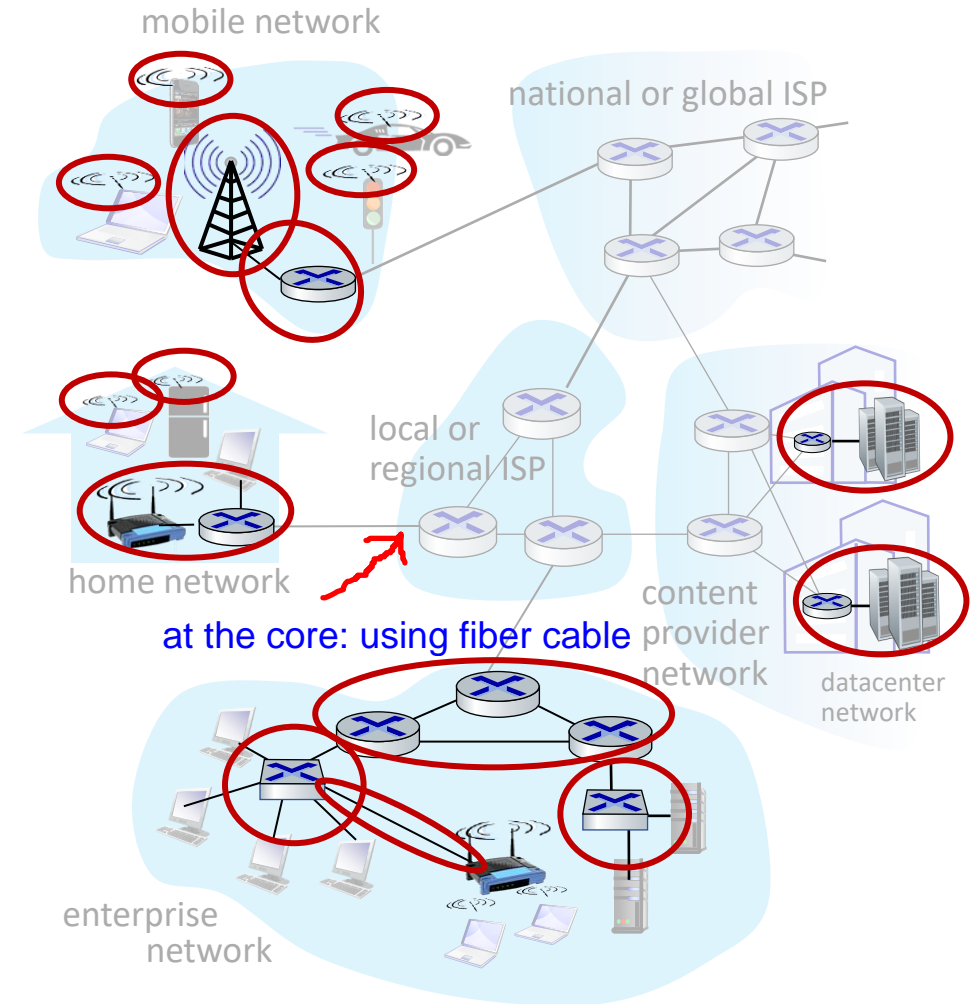 mobile network
national or global ISP
local or
regional ISP
home network
content
provider
network
datacenter
network
at the core: using fiber cable
enterprise
network